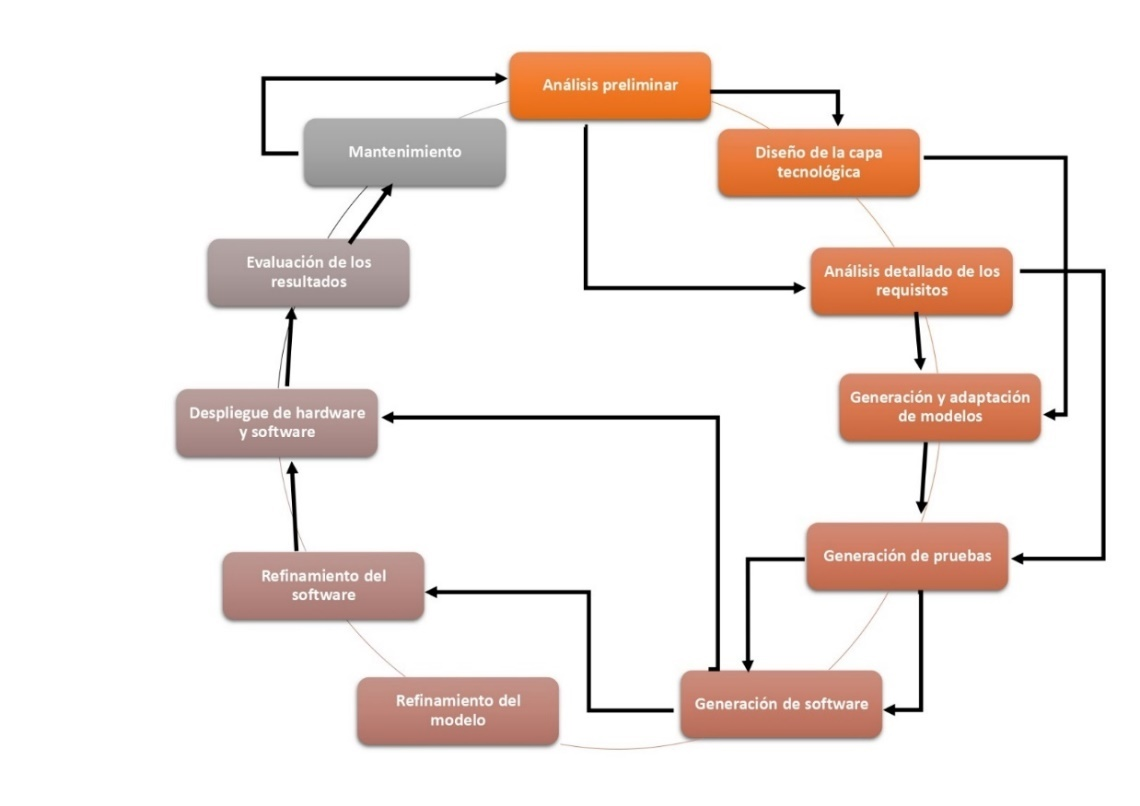 Análisis preliminar
Diseño de la capa
tecnológica
Análisis detallado de los
requisitos
Generación y adaptación
de modelos
Generación de pruebas
Generación de software
Refinamiento del
modelo
Refinamiento del
software
Despliegue de hardware
y software
Evaluación de los
resultados
Mantenimiento